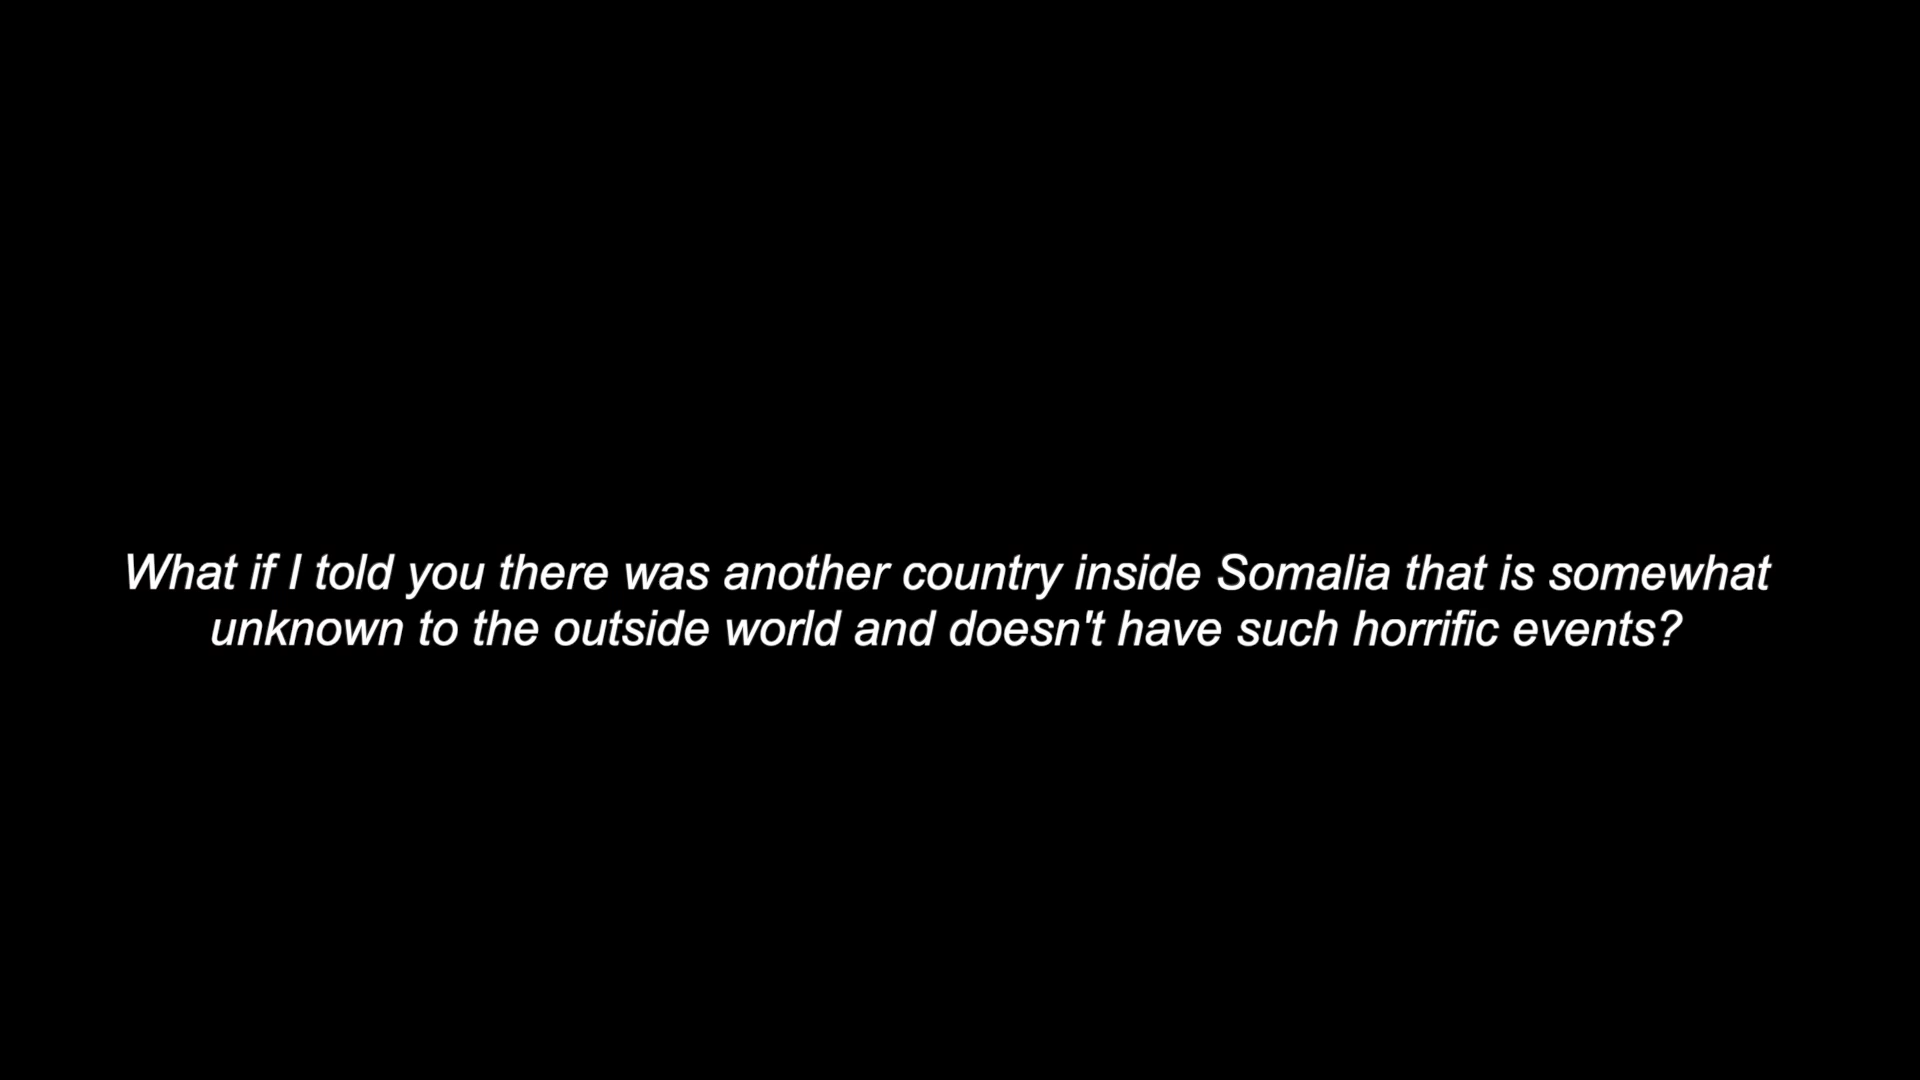 What if I told you there was another country inside Somalia that is somewhat
unknown to the outside world and doesn't have such horrific events?